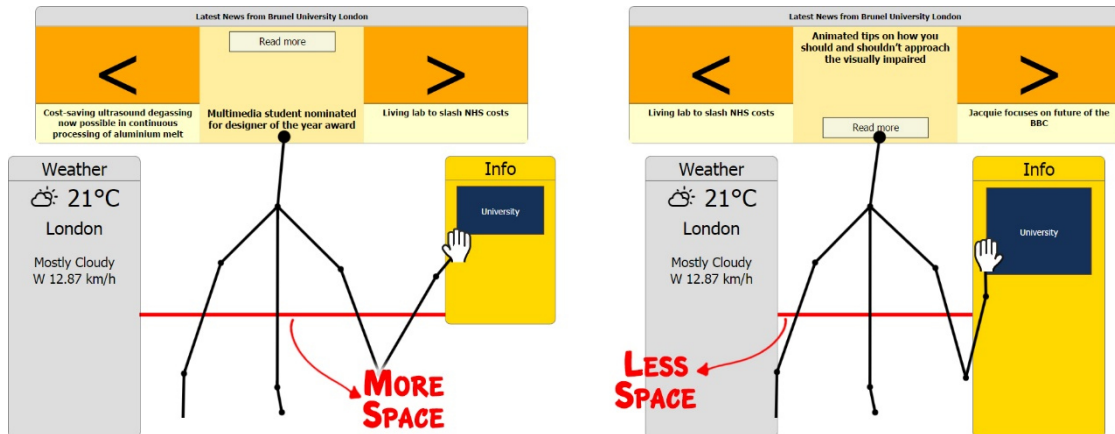 Latest News from Brunel University London
<
Read more
>
Cost-saving ultrasound degassing
now possible in continuous
processing of aluminium melt
Multimedia student nominated
for designer of the year award
Living lab to slash NHS costs
Weather
21°C
London
Mostly Cloudy
W 12.87 km/h
Info
University
MORE
SPACE
Latest News from Brunel University London
<
Animated tips on how you
should and shouldn't approach
the visually impaired
>
Living lab to slash NHS costs
Read more
Jacquie focuses on future of the
BBC
Weather
21°C
London
Mostly Cloudy
W 12.87 km/h
Info
University
LESS
SPACE